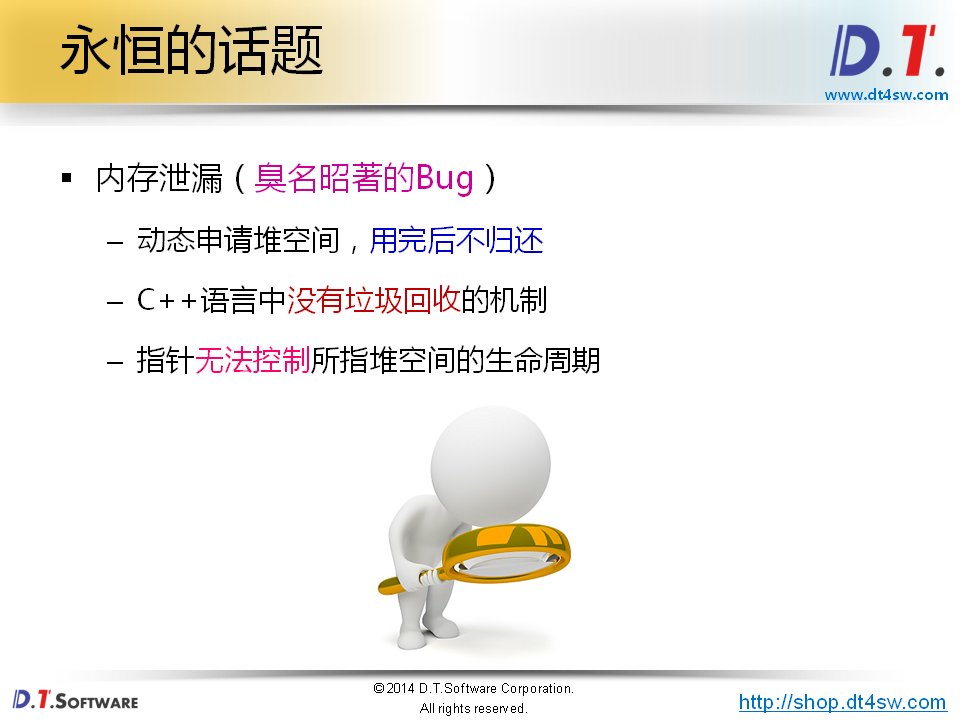 永恒的话题
D.T.
www.dt4sw.com
▪ 内存泄漏（臭名昭著的Bug）
– 动态申请堆空间，用完后不归还
– C++语言中没有垃圾回收的机制
– 指针无法控制所指堆空间的生命周期
D.T.SOFTWARE
©2014 D.T.Software Corporation.
All rights reserved.
http://shop.dt4sw.com